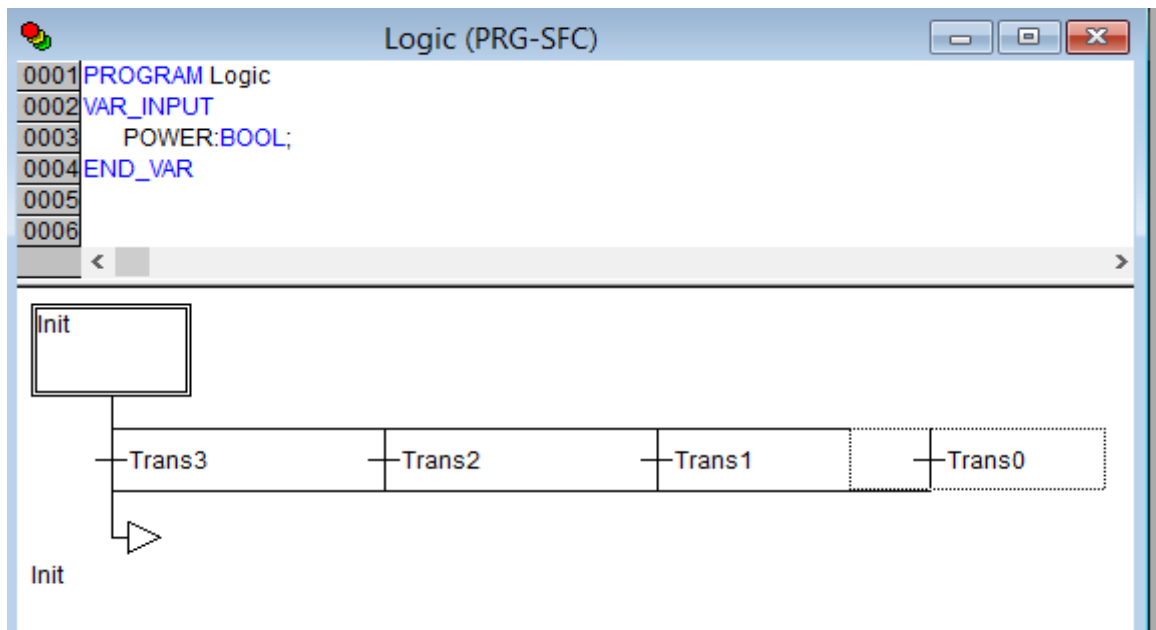 Logic (PRG-SFC)
0001 PROGRAM Logic
0002 VAR_INPUT
0003 POWER:BOOL;
0004 END_VAR
0005
0006
Init
Trans3 Trans2 Trans1 Trans0
Init